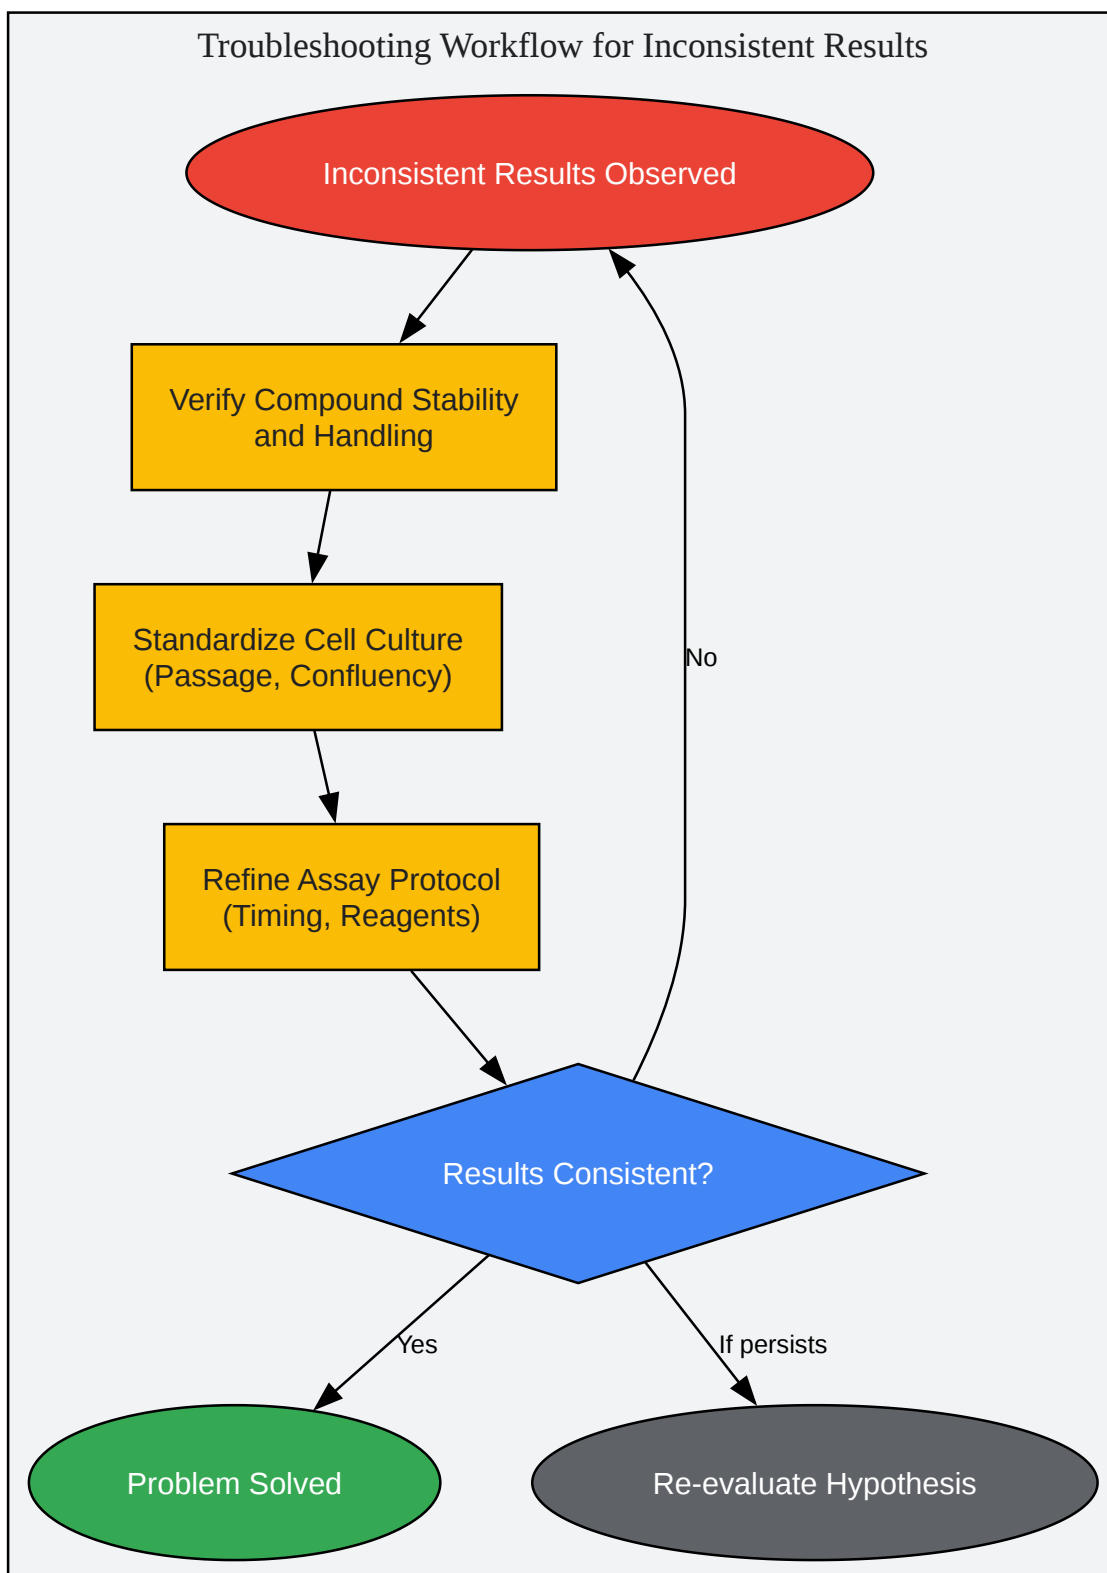 Troubleshooting Workflow for Inconsistent Results
Inconsistent Results Observed
Verify Compound Stability
and Handling
Standardize Cell Culture
(Passage, Confluency)
No
Refine Assay Protocol
(Timing, Reagents)
Results Consistent?
Yes
If persists
Problem Solved
Re-evaluate Hypothesis